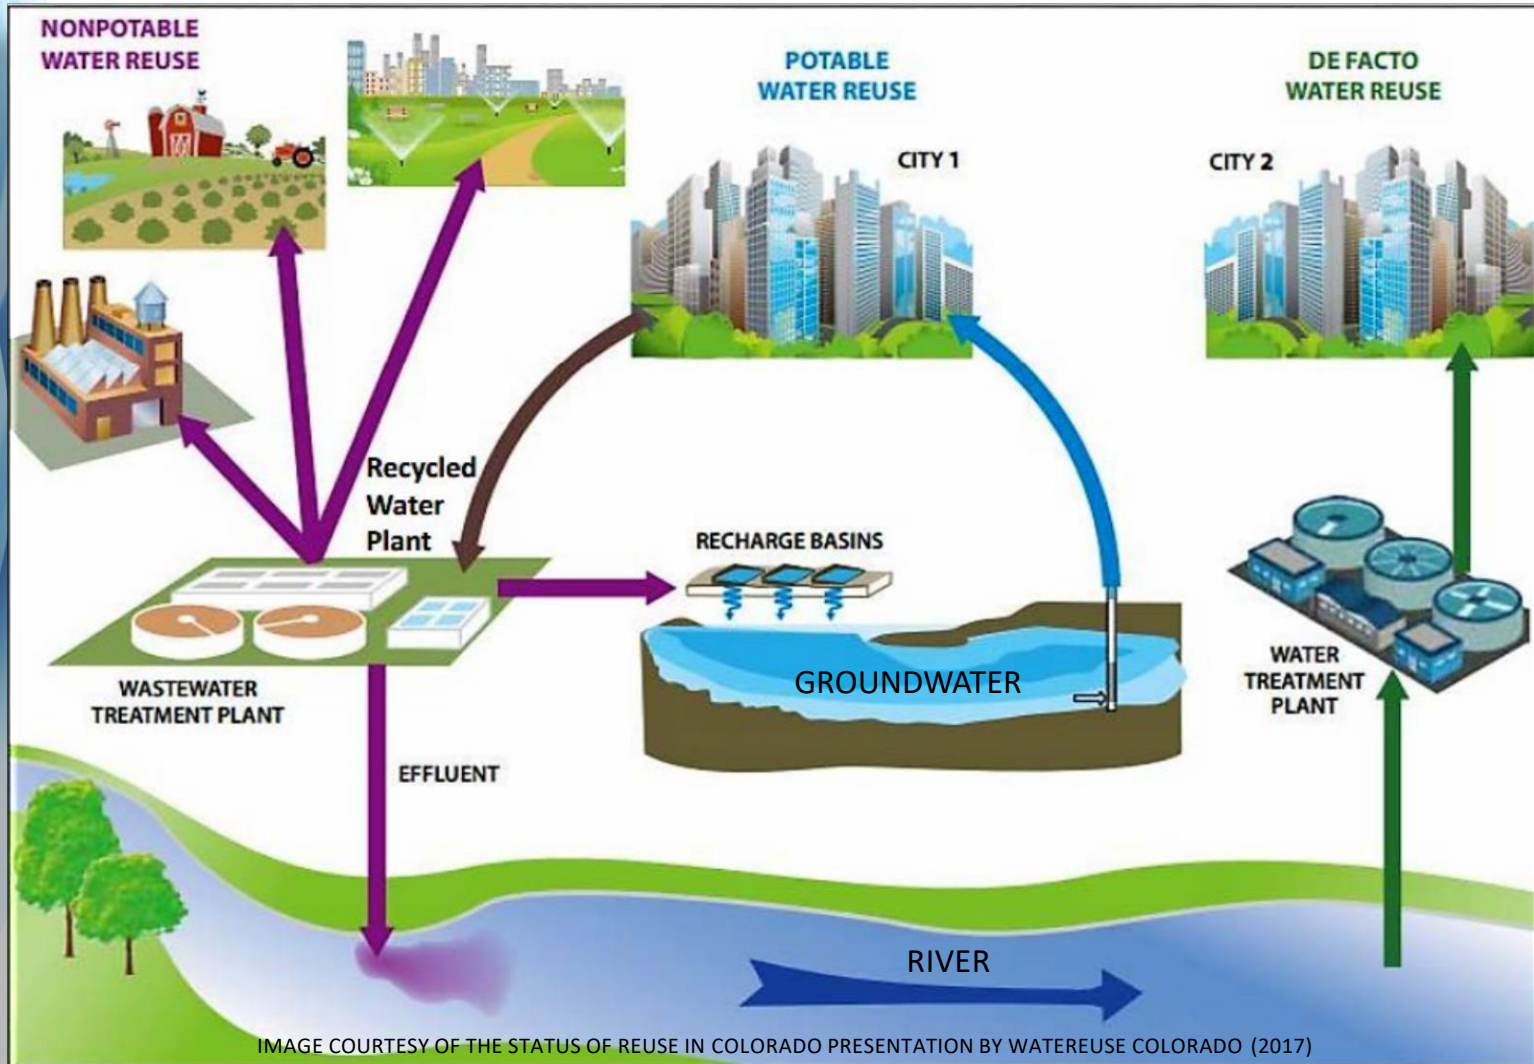 NONPOTABLE
WATER REUSE
POTABLE
WATER REUSE
DE FACTO
WATER REUSE
CITY 1
CITY 2
Recycled
Water
Plant
RECHARGE BASINS
GROUNDWATER
WASTEWATER
TREATMENT PLANT
WATER
TREATMENT
PLANT
EFFLUENT
RIVER
IMAGE COURTESY OF THE STATUS OF REUSE IN COLORADO PRESENTATION BY WATEREUSE COLORADO (2017)